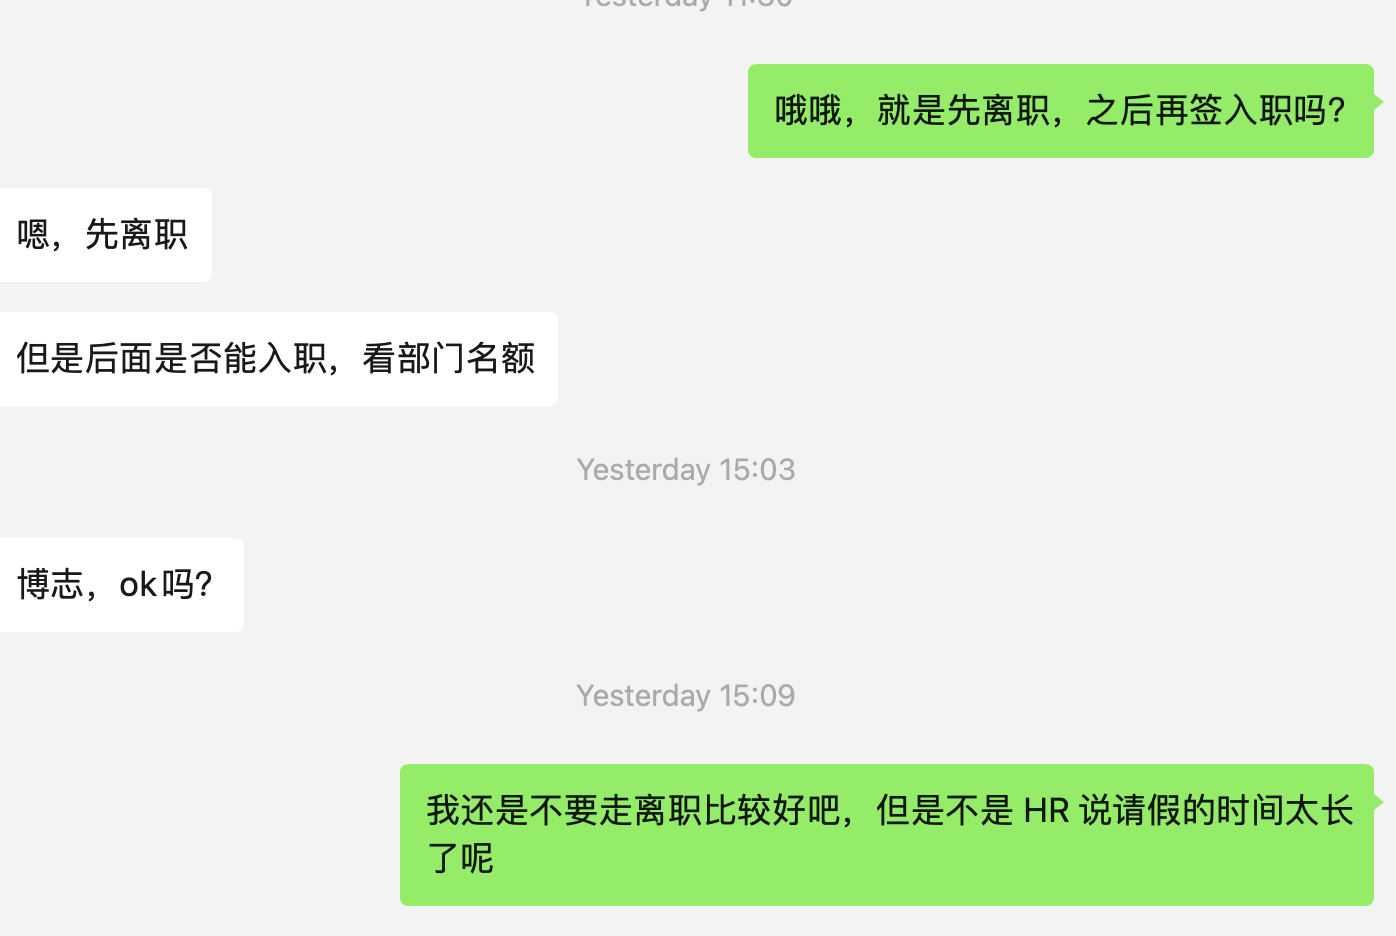 哦哦，就是先离职，之后再签入职吗?
嗯，先离职
但是后面是否能入职，看部门名额
Yesterday 15:03
博志，ok吗?
Yesterday 15:09
我还是不要走离职比较好吧，但是不是 HR 说请假的时间太长
了呢